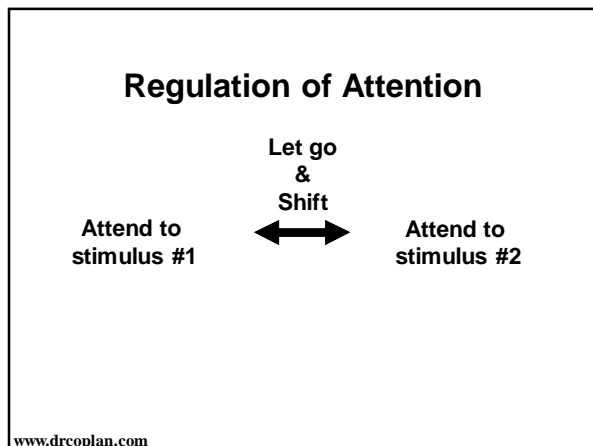 Regulation of Attention
Let go
&
Shift
Attend to
stimulus #1
Attend to
stimulus #2
www.drcoplan.com